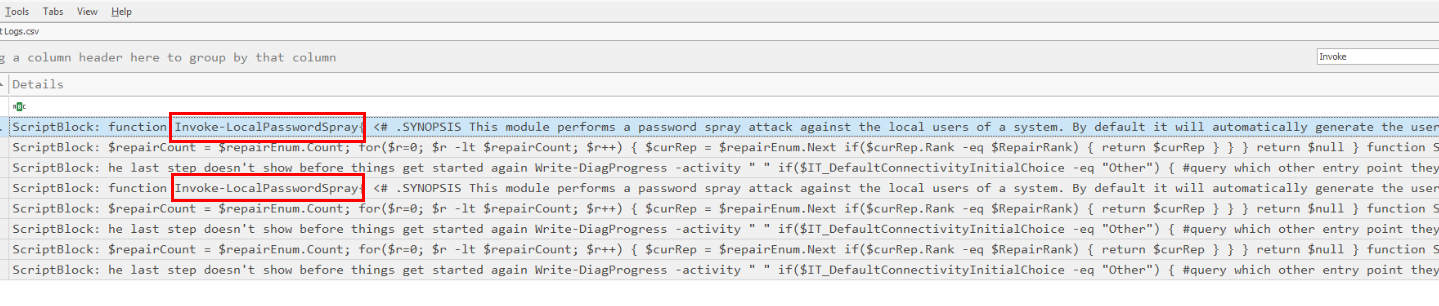 Tools Tabs View Help
t Logs.csv
g a column header here to group by that column
Invoke
Details
ScriptBlock: function Invoke-LocalPasswordSpray{ <# .SYNOPSIS This module performs a password spray attack against the local users of a system. By default it will automatically generate the user
ScriptBlock: $repairCount = $repairEnum.Count; for($r=0; $r -lt $repairCount; $r++) { $curRep = $repairEnum.Next if($curRep.Rank -eq $RepairRank) { return $curRep } } } return $null } function S
ScriptBlock: he last step doesn't show before things get started again Write-DiagProgress -activity " " if($IT_DefaultConnectivityInitialChoice -eq "Other") { #query which other entry point they
ScriptBlock: function Invoke-LocalPasswordSpray{ <# .SYNOPSIS This module performs a password spray attack against the local users of a system. By default it will automatically generate the user
ScriptBlock: $repairCount = $repairEnum.Count; for($r=0; $r -lt $repairCount; $r++) { $curRep = $repairEnum.Next if($curRep.Rank -eq $RepairRank) { return $curRep } } } return $null } function S
ScriptBlock: he last step doesn't show before things get started again Write-DiagProgress -activity " " if($IT_DefaultConnectivityInitialChoice -eq "Other") { #query which other entry point they
ScriptBlock: $repairCount = $repairEnum.Count; for($r=0; $r -lt $repairCount; $r++) { $curRep = $repairEnum.Next if($curRep.Rank -eq $RepairRank) { return $curRep } } } return $null } function S
ScriptBlock: he last step doesn't show before things get started again Write-DiagProgress -activity " " if($IT_DefaultConnectivityInitialChoice -eq "Other") { #query which other entry point they